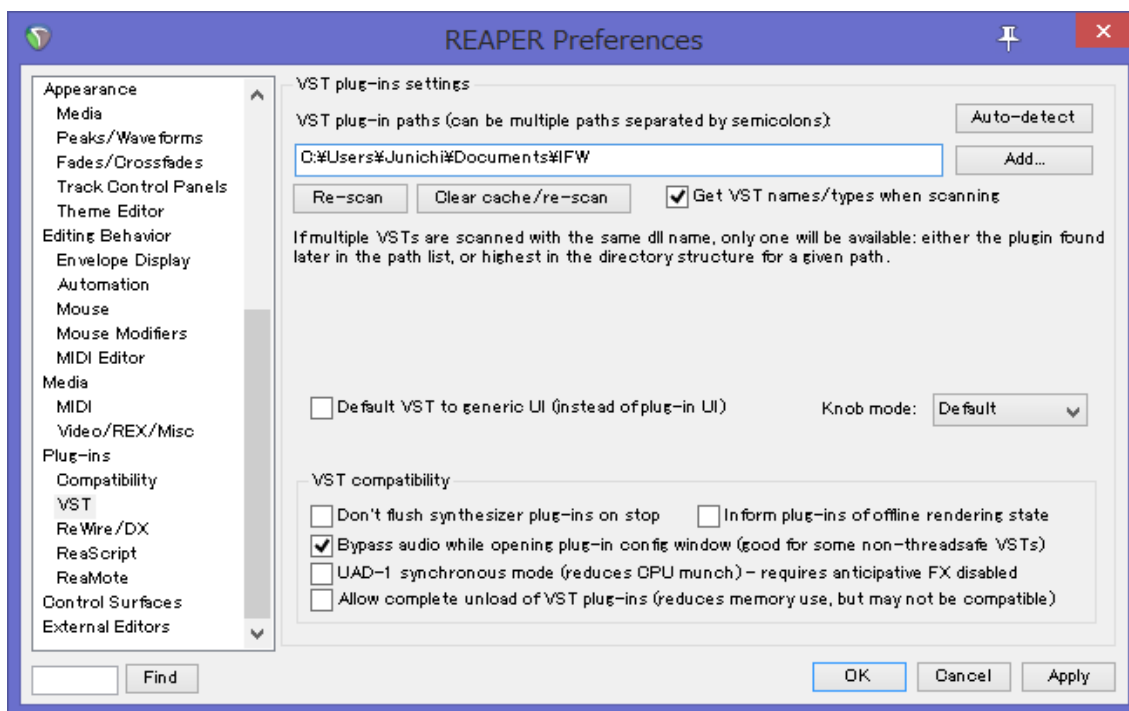 REAPER Preferences
Appearance
Media
Peaks/Waveforms
Fades/Crossfades
Track Control Panels
Theme Editor
Editing Behavior
Envelope Display
Automation
Mouse
Mouse Modifiers
MIDI Editor
Media
MIDI
Video/REX/Misc
Plug-ins
Compatibility
VST
ReWire/DX
ReaScript
ReaMote
Control Surfaces
External Editors
Find
VST plug-ins settings
VST plug-in paths (can be multiple paths separated by semicolons):
Auto-detect
C:¥Users¥Junichi¥Documents¥IFW
Add...
Re-scan
Clear cache/re-scan
Get VST names/types when scanning
If multiple VSTs are scanned with the same dll name, only one will be available: either the plugin found
later in the path list, or highest in the directory structure for a given path.
Default VST to generic UI (instead of plug-in UI)
Knob mode:
Default
VST compatibility
Don't flush synthesizer plug-ins on stop
Inform plug-ins of offline rendering state
Bypass audio while opening plug-in config window (good for some non-threadsafe VSTs)
UAD-1 synchronous mode (reduces CPU munch) - requires anticipative FX disabled
Allow complete unload of VST plug-ins (reduces memory use, but may not be compatible)
OK
Cancel
Apply